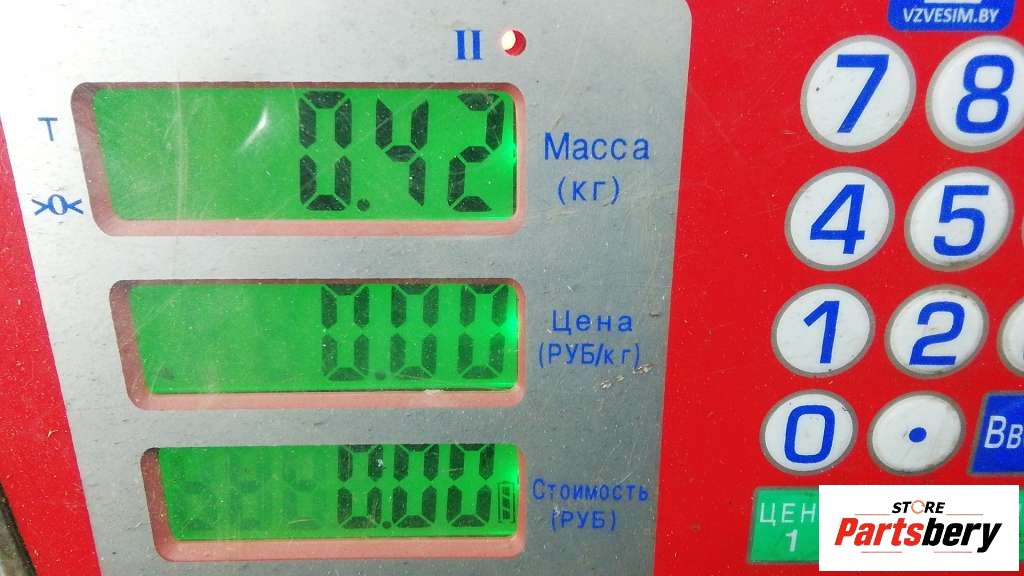 VZVESIM.BY
II
T
0.42
Масса
(кг)
>0<
7 8
4 5
0.00
Цена
(РУБ/кг)
1 2
0.00
Стоимость
(РУБ)
0 .
ЦЕН
1
STORE
Partsbery